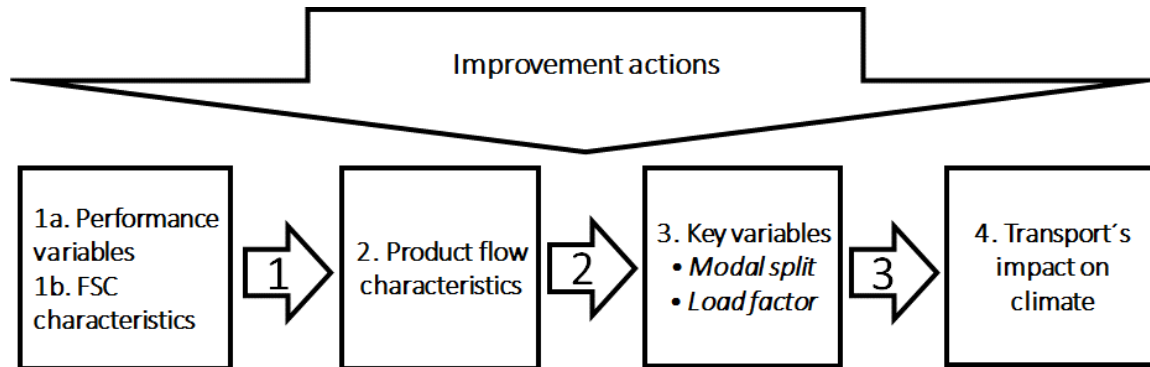 Improvement actions
1a. Performance
variables
1b. FSC
characteristics
1
2. Product flow
characteristics
2
3. Key variables
• Modal split
• Load factor
3
4. Transport´s
impact on
climate